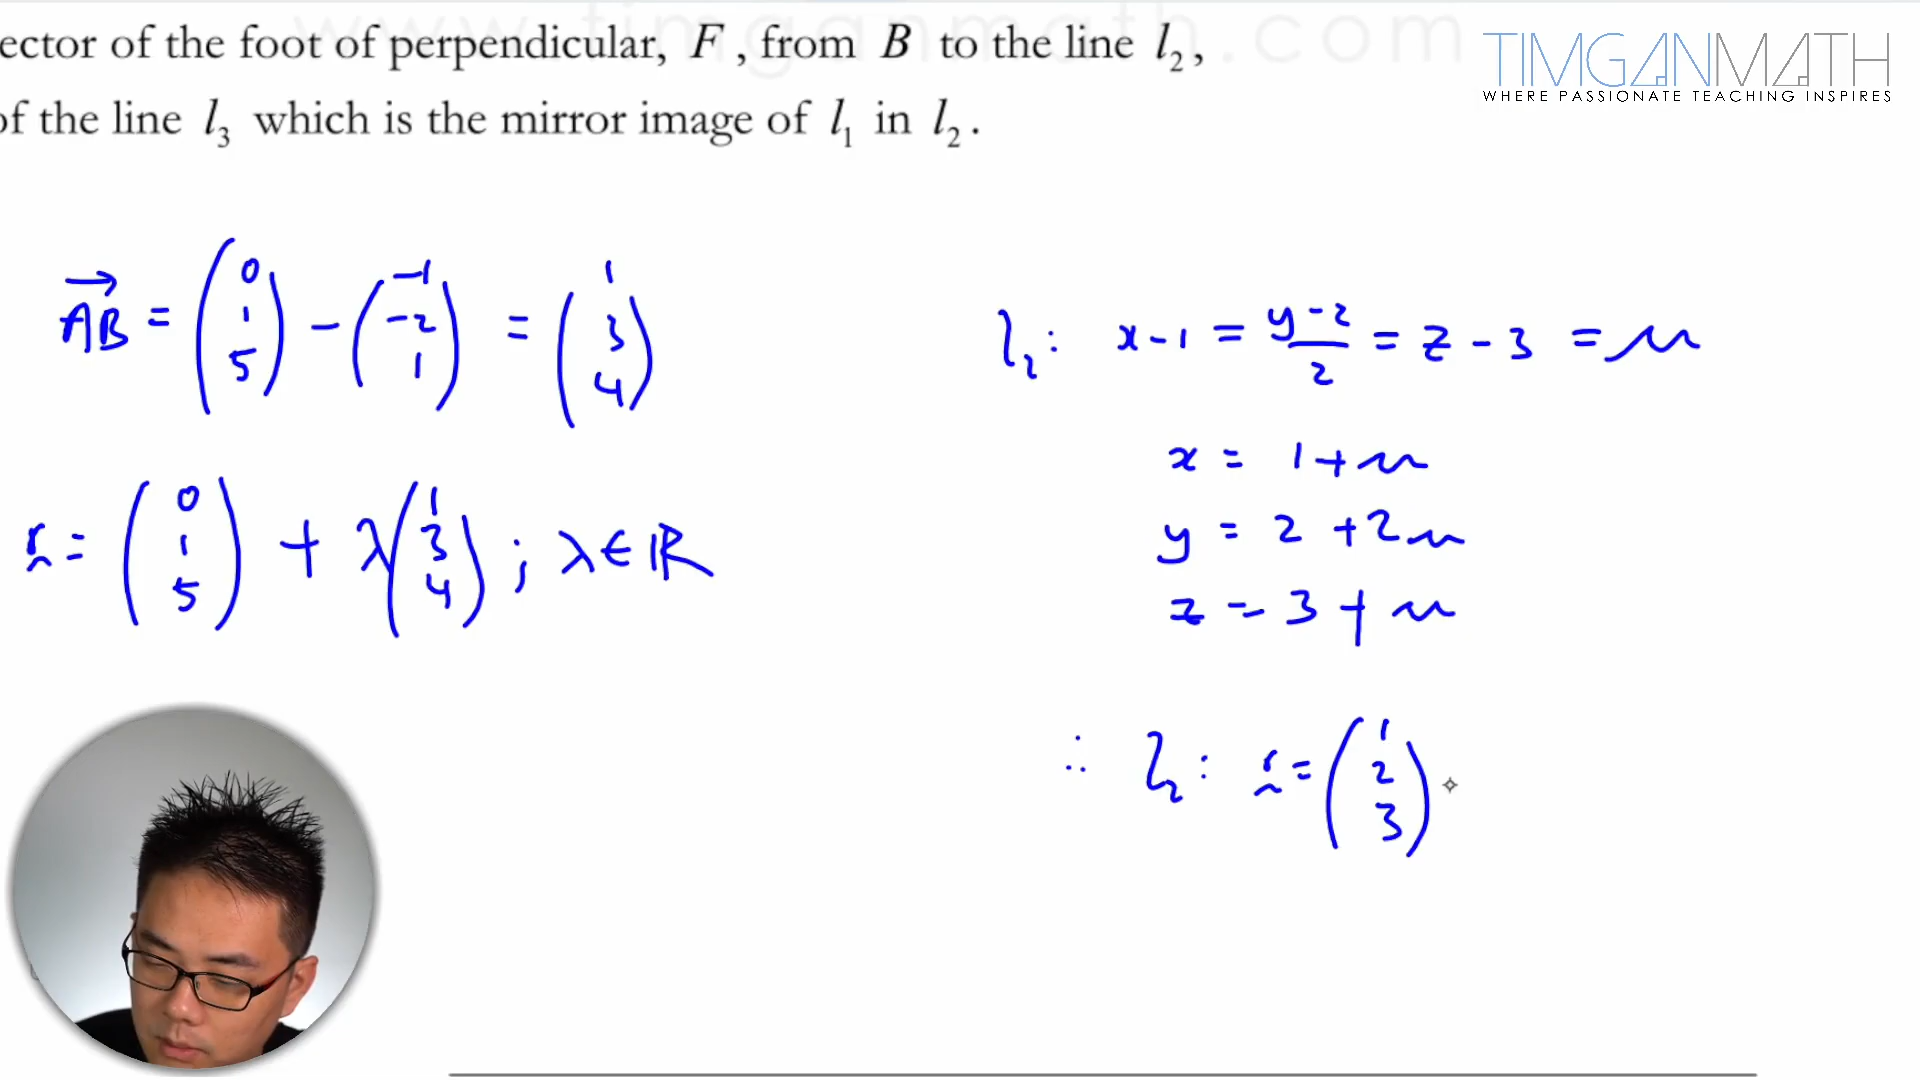 www.timganmath.com
TIMGANMATH
WHERE PASSIONATE TEACHING INSPIRES
ector of the foot of perpendicular, F, from B to the line l₂,
of the line l₃ which is the mirror image of l₁ in l₂.
→AB = (0 1 5) − (−1 −2 1) = (1 3 4)
r = (0 1 5) + λ(1 3 4) ; λ ∈ ℝ
l₂: x − 1 = (y − 2)/2 = z − 3 = μ
x = 1 + μ
y = 2 + 2μ
z = 3 + μ
∴ l₂: r = (1 2 3)